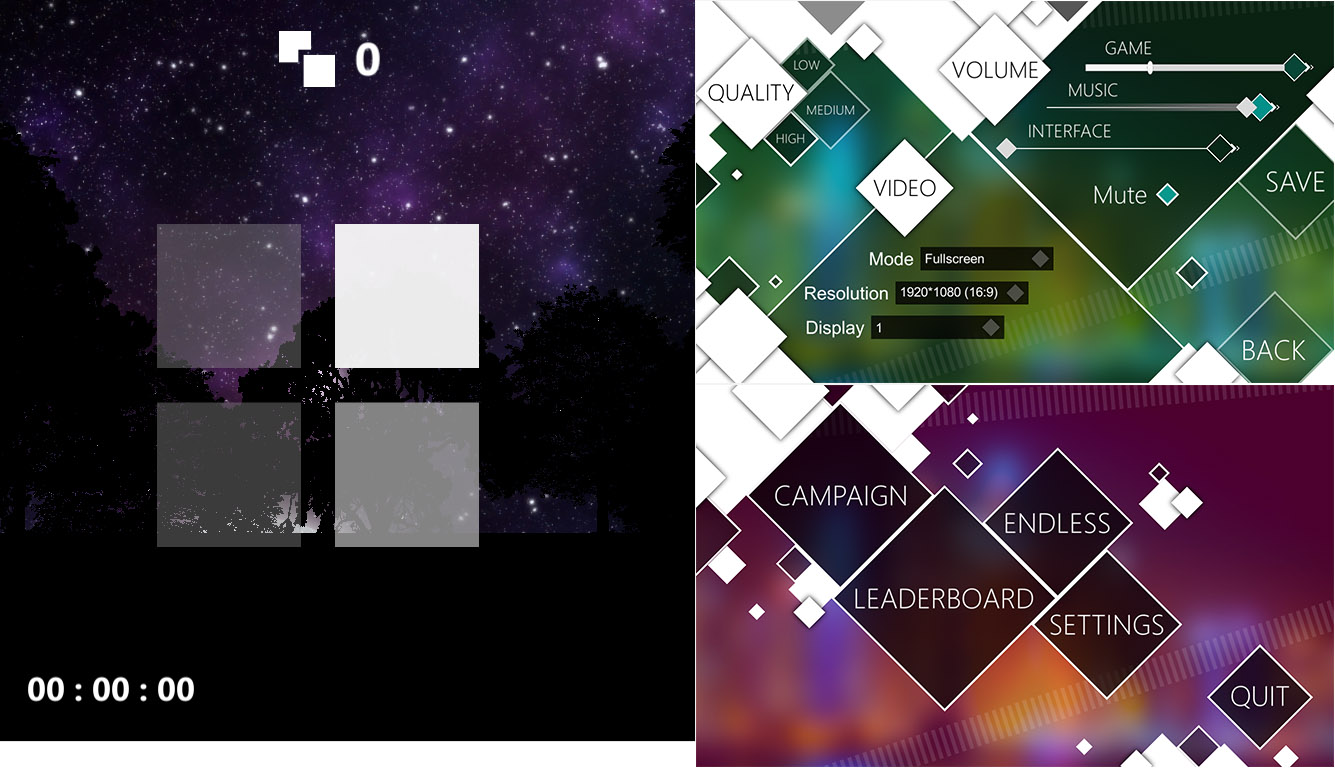 0
00 : 00 : 00
QUALITY
LOW
MEDIUM
HIGH
VOLUME
GAME
MUSIC
INTERFACE
Mute
SAVE
VIDEO
Mode Fullscreen
Resolution 1920*1080 (16:9)
Display 1
BACK
CAMPAIGN
ENDLESS
LEADERBOARD
SETTINGS
QUIT